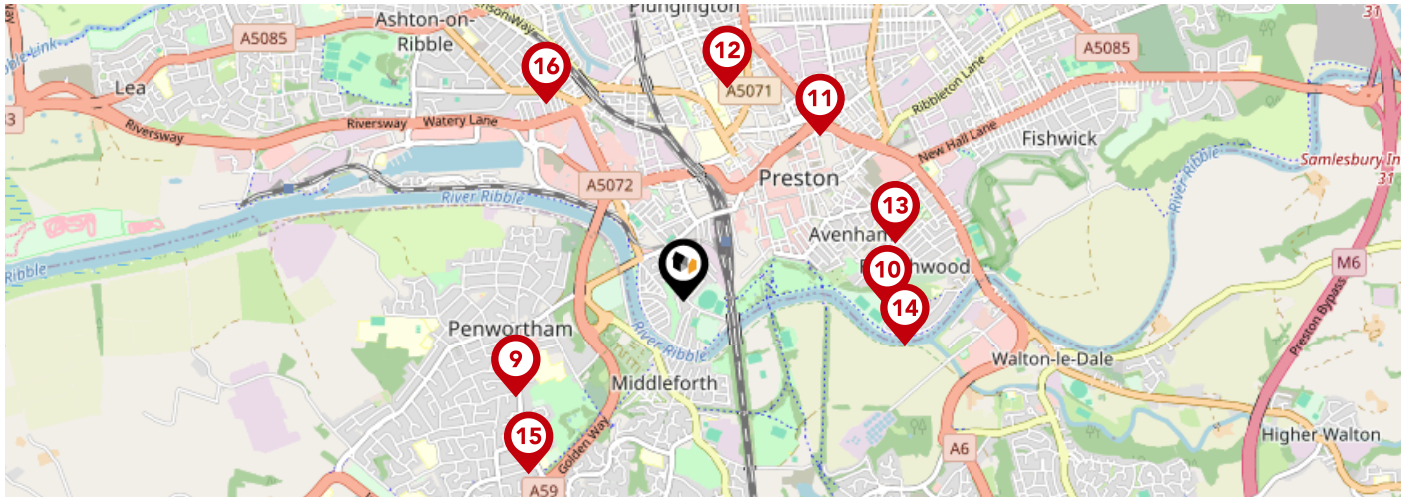 Plungington
31
Ashton-on-
Ribble
A5085
A5085
12
16
A5071
Ribbleton Lane
Lea
11
Riversway
Riversway
Watery Lane
New Hall Lane
Fishwick
River Ribble
Samlesbury In
31
Preston
A5072
River Ribble
13
Avenham
10
M6
Ribble
14
Preston Bypass
Penwortham
River Ribble
9
Walton-le-Dale
Middleforth
15
Golden Way
A6
Higher Walton
A59